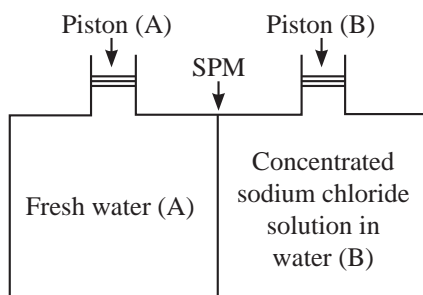 Piston (A)
Piston (B)
SPM
Fresh water (A)
Concentrated
sodium chloride
solution in
water (B)